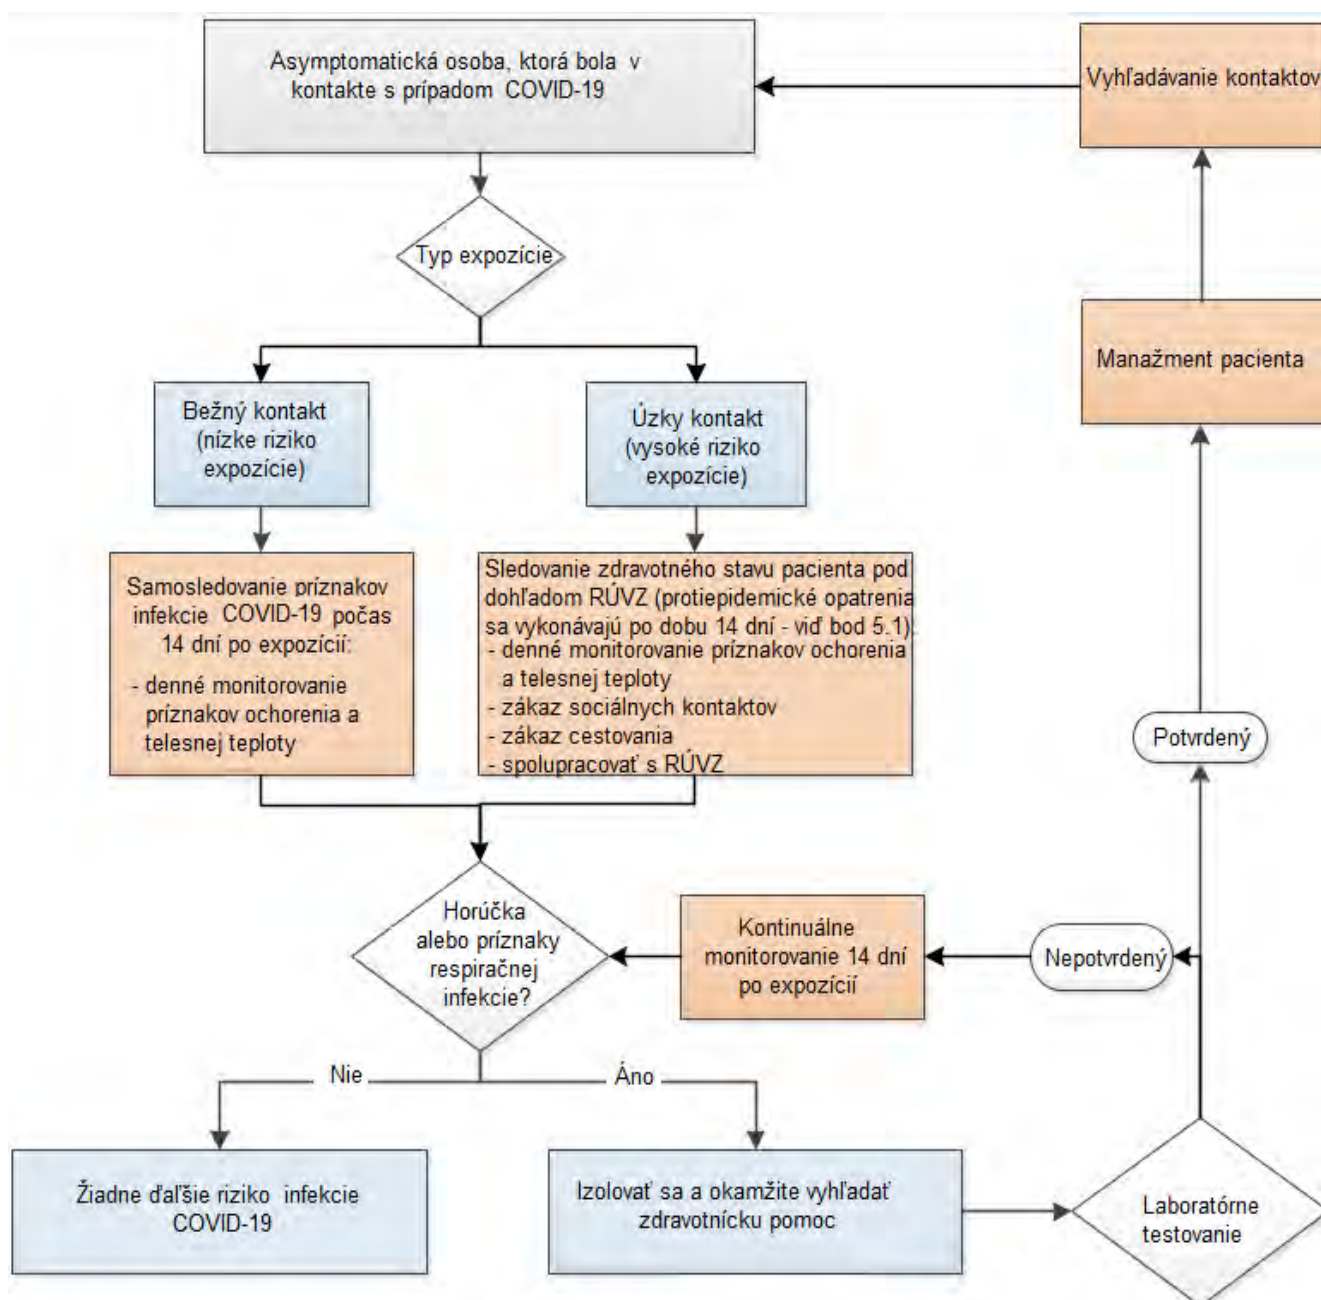 Asymptomatická osoba, ktorá bola v
kontakte s prípadom COVID-19
Vyhľadávanie kontaktov
Typ expozície
Manažment pacienta
Bežný kontakt
(nízke riziko
expozície)
Úzky kontakt
(vysoké riziko
expozície)
Samosledovanie príznakov
infekcie COVID-19 počas
14 dní po expozícií:
- denné monitorovanie
príznakov ochorenia a
telesnej teploty
Sledovanie zdravotného stavu pacienta pod
dohľadom RÚVZ (protiepidemické opatrenia
sa vykonávajú po dobu 14 dní - viď bod 5.1)
- denné monitorovanie príznakov ochorenia
a telesnej teploty
- zákaz sociálnych kontaktov
- zákaz cestovania
- spolupracovať s RÚVZ
Potvrdený
Horúčka
alebo príznaky
respiračnej
infekcie?
Kontinuálne
monitorovanie 14 dní
po expozícií
Nepotvrdený
Nie
Áno
Žiadne ďaľšie riziko infekcie
COVID-19
Izolovať sa a okamžite vyhľadať
zdravotnícku pomoc
Laboratórne
testovanie